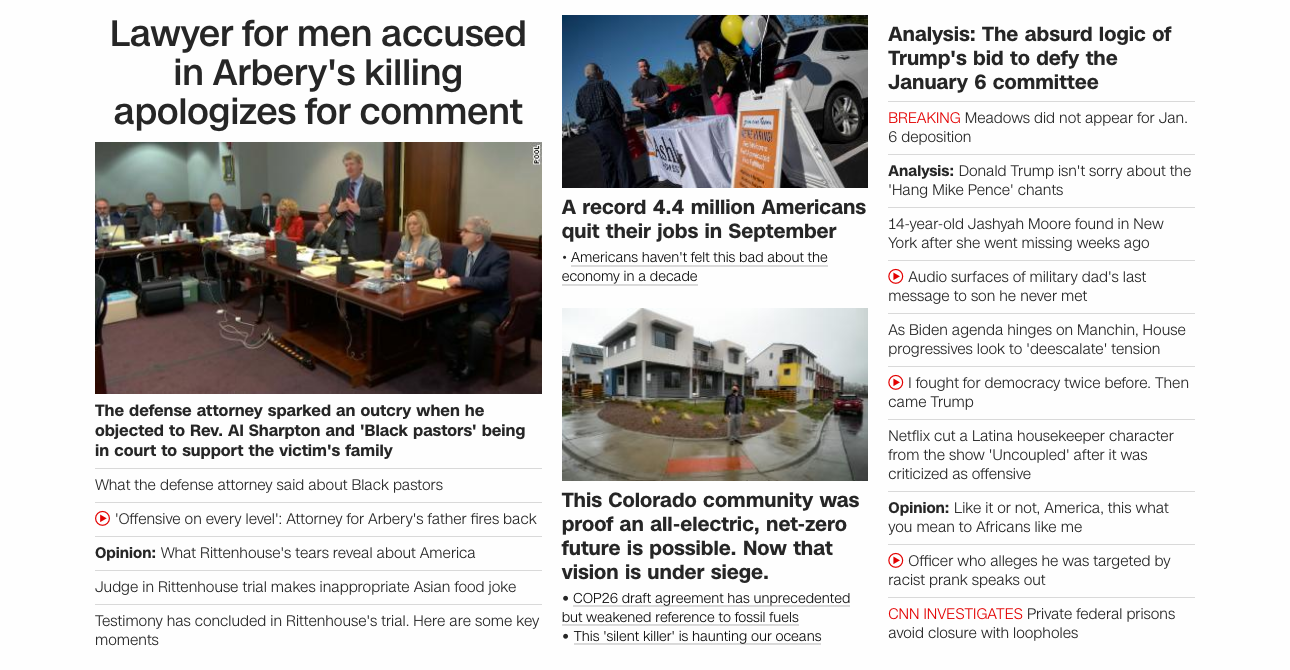 Lawyer for men accused
in Arbery's killing
apologizes for comment
POOL
The defense attorney sparked an outcry when he
objected to Rev. Al Sharpton and 'Black pastors' being
in court to support the victim's family
What the defense attorney said about Black pastors
'Offensive on every level': Attorney for Arbery's father fires back
Opinion: What Rittenhouse's tears reveal about America
Judge in Rittenhouse trial makes inappropriate Asian food joke
Testimony has concluded in Rittenhouse's trial. Here are some key
moments
A record 4.4 million Americans
quit their jobs in September
• Americans haven't felt this bad about the
economy in a decade
This Colorado community was
proof an all-electric, net-zero
future is possible. Now that
vision is under siege.
• COP26 draft agreement has unprecedented
but weakened reference to fossil fuels
• This 'silent killer' is haunting our oceans
Analysis: The absurd logic of
Trump's bid to defy the
January 6 committee
BREAKING Meadows did not appear for Jan.
6 deposition
Analysis: Donald Trump isn't sorry about the
'Hang Mike Pence' chants
14-year-old Jashyah Moore found in New
York after she went missing weeks ago
Audio surfaces of military dad's last
message to son he never met
As Biden agenda hinges on Manchin, House
progressives look to 'deescalate' tension
I fought for democracy twice before. Then
came Trump
Netflix cut a Latina housekeeper character
from the show 'Uncoupled' after it was
criticized as offensive
Opinion: Like it or not, America, this what
you mean to Africans like me
Officer who alleges he was targeted by
racist prank speaks out
CNN INVESTIGATES Private federal prisons
avoid closure with loopholes